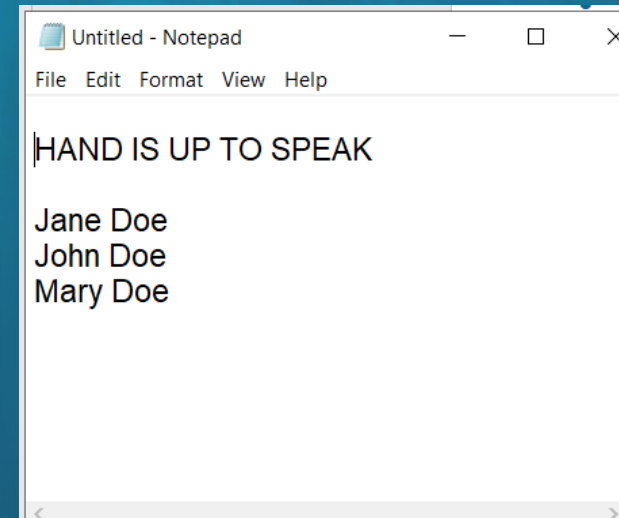 Untitled - Notepad
File Edit Format View Help
HAND IS UP TO SPEAK
Jane Doe
John Doe
Mary Doe